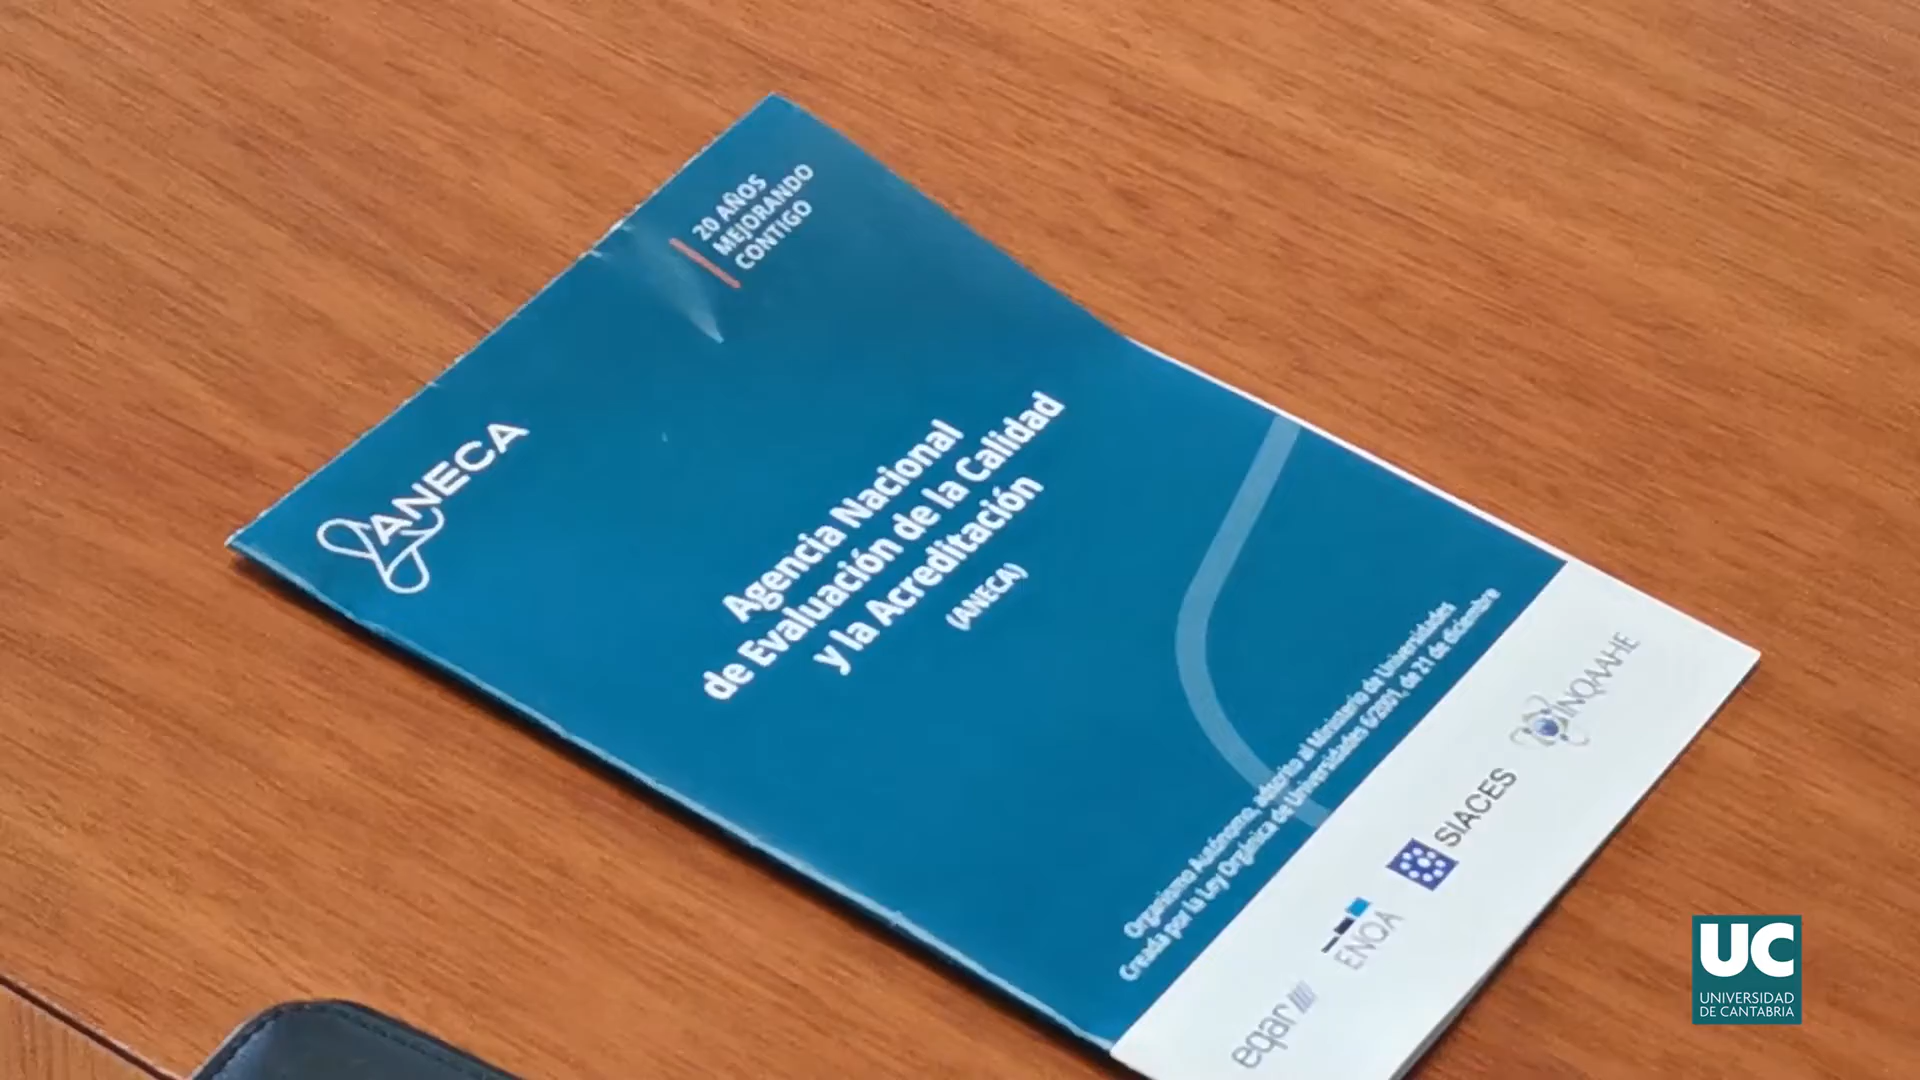 20 AÑOS
MEJORANDO
CONTIGO
ANECA
Agencia Nacional
de Evaluación de la Calidad
y la Acreditación
(ANECA)
Organismo Autónomo, adscrito al Ministerio de Universidades
Creada por la Ley Orgánica de Universidades 6/2001, de 21 de diciembre
eqar////
ENQA
SIACES
INQAAHE
UC
UNIVERSIDAD
DE CANTABRIA